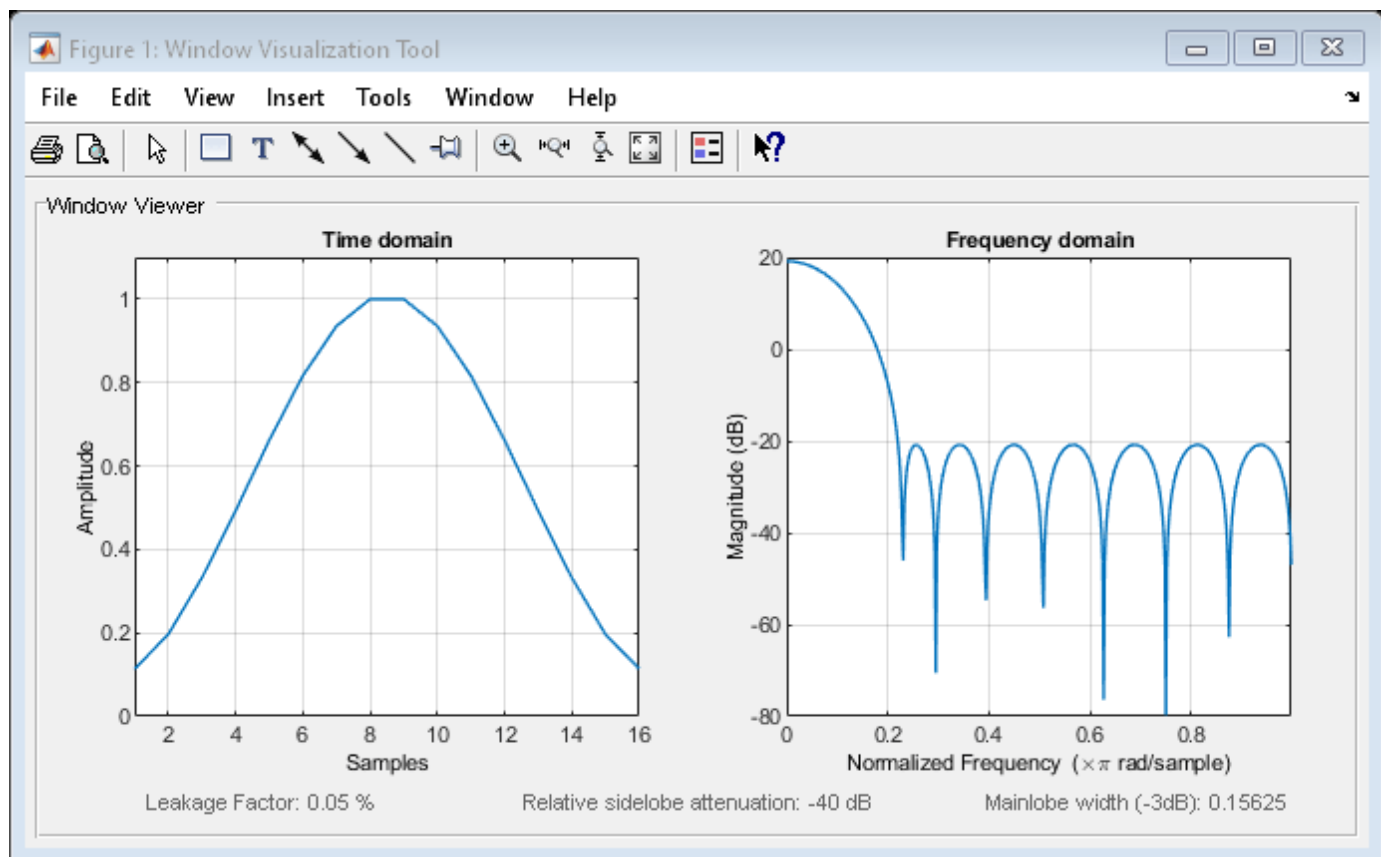 Figure 1: Window Visualization Tool
File Edit View Insert Tools Window Help
T ?
Window Viewer
Time domain
1
0.8
0.6
0.4
0.2
0
Amplitude
2 4 6 8 10 12 14 16
Samples
Frequency domain
20
0
-20
-40
-60
-80
Magnitude (dB)
0 0.2 0.4 0.6 0.8
Normalized Frequency (×π rad/sample)
Leakage Factor: 0.05 % Relative sidelobe attenuation: -40 dB Mainlobe width (-3dB): 0.15625